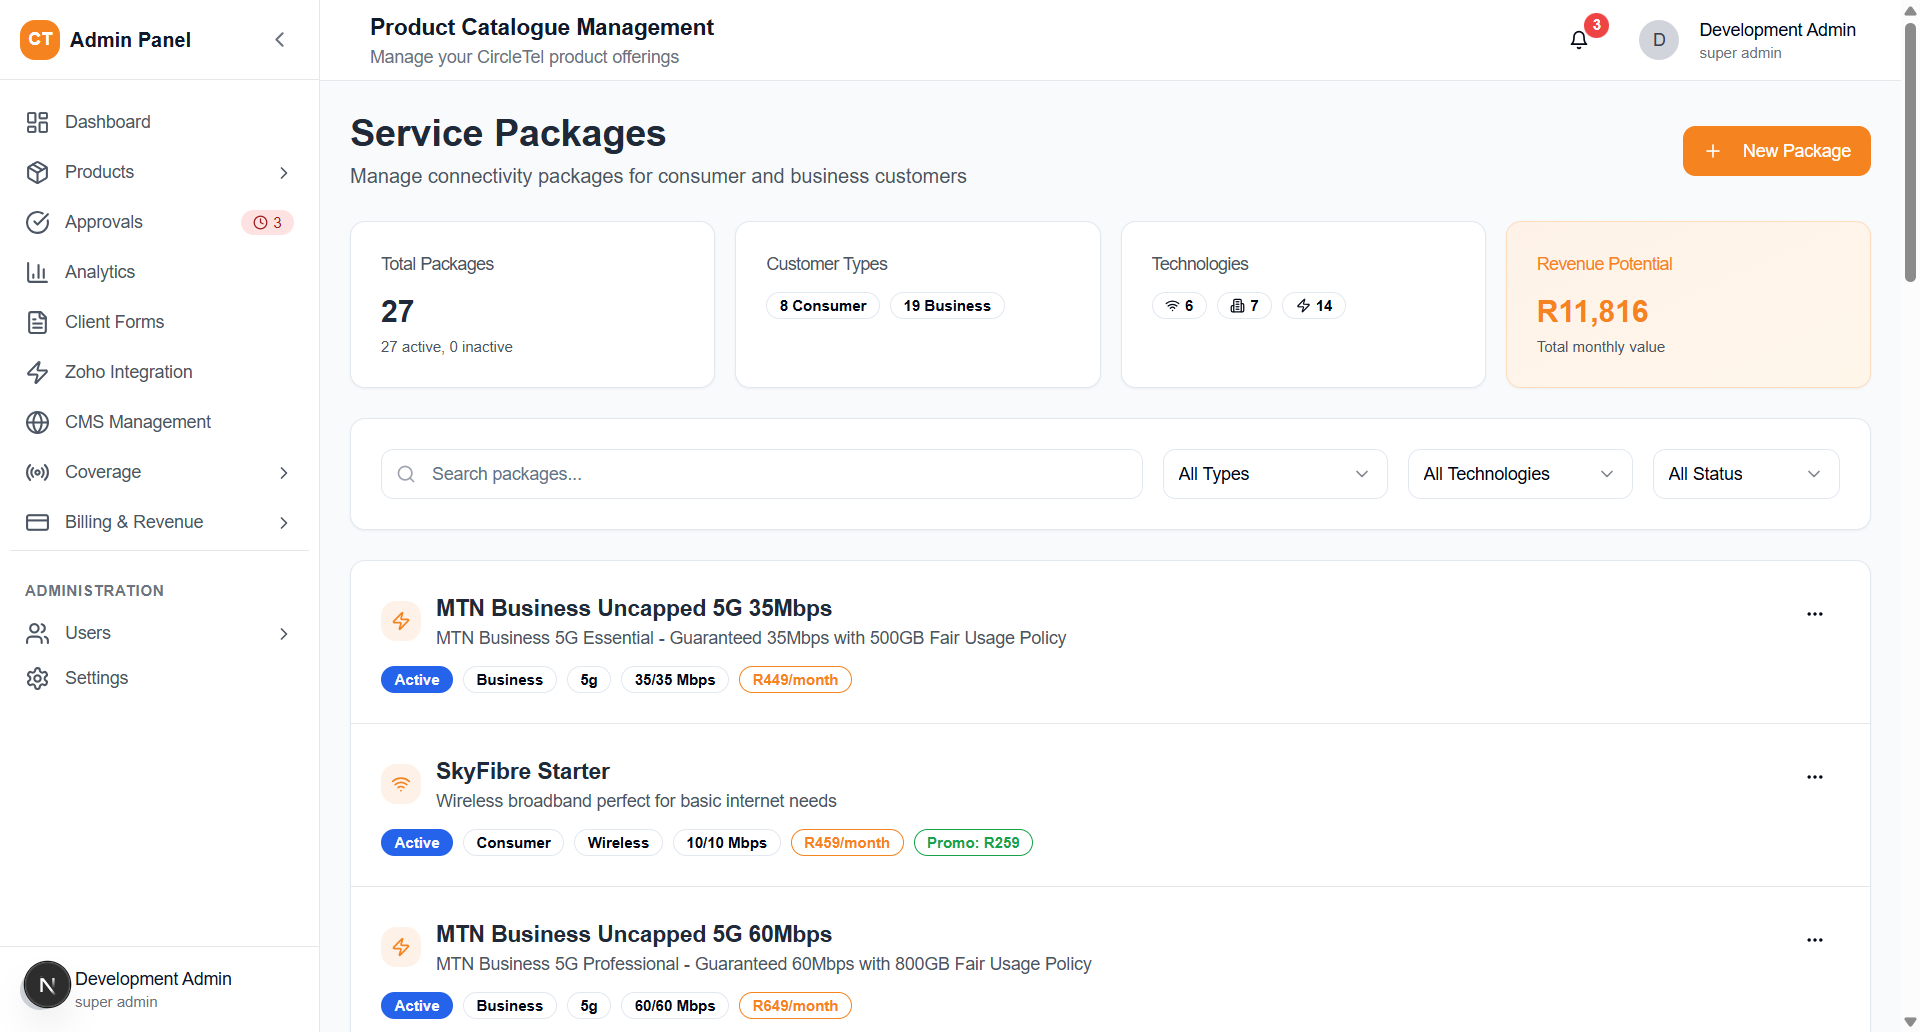 CT Admin Panel
Dashboard
Products
Approvals 3
Analytics
Client Forms
Zoho Integration
CMS Management
Coverage
Billing & Revenue
ADMINISTRATION
Users
Settings
N
Development Admin
super admin
Product Catalogue Management
Manage your CircleTel product offerings
3
D
Development Admin
super admin
Service Packages
Manage connectivity packages for consumer and business customers
New Package
Total Packages
27
27 active, 0 inactive
Customer Types
8 Consumer 19 Business
Technologies
6 7 14
Revenue Potential
R11,816
Total monthly value
Search packages...
All Types
All Technologies
All Status
MTN Business Uncapped 5G 35Mbps
MTN Business 5G Essential - Guaranteed 35Mbps with 500GB Fair Usage Policy
Active Business 5g 35/35 Mbps R449/month
SkyFibre Starter
Wireless broadband perfect for basic internet needs
Active Consumer Wireless 10/10 Mbps R459/month Promo: R259
MTN Business Uncapped 5G 60Mbps
MTN Business 5G Professional - Guaranteed 60Mbps with 800GB Fair Usage Policy
Active Business 5g 60/60 Mbps R649/month